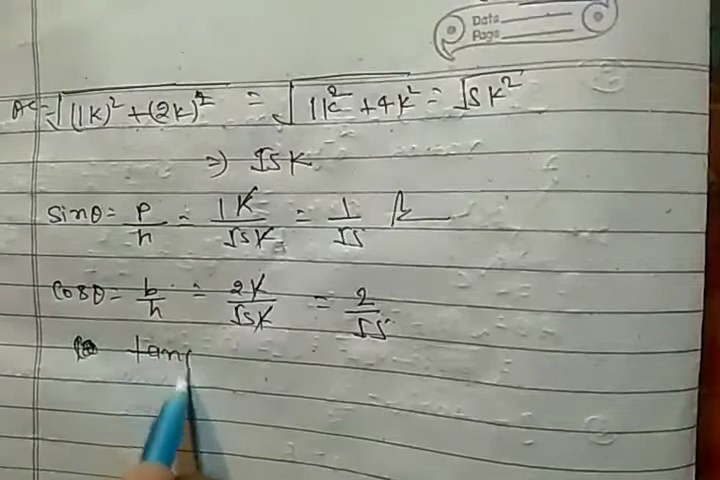 Data
Page
AC = √(1k)² + (2k)² = √1k² + 4k² = √5k²
⇒ √5k
sinθ = p/h = 1k/√5k = 1/√5
cosθ = b/h = 2k/√5k = 2/√5
tan